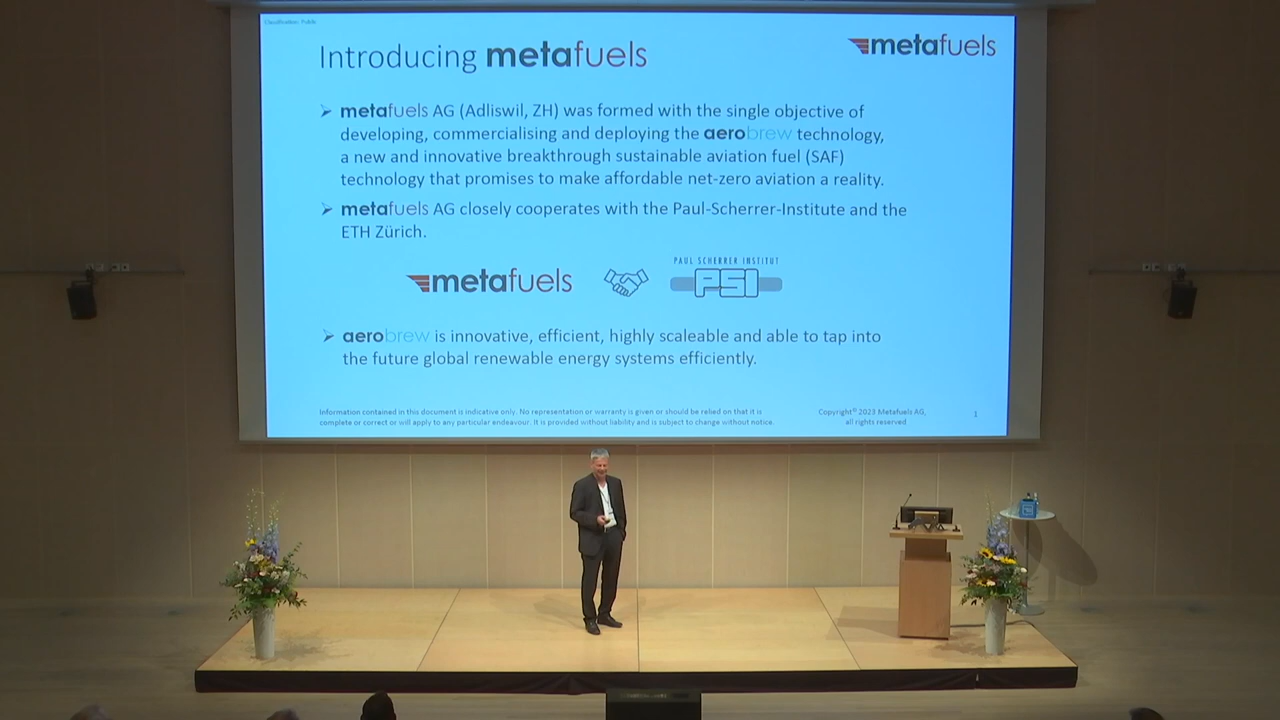 Classification: Public
Introducing metafuels
metafuels
metafuels AG (Adliswil, ZH) was formed with the single objective of
developing, commercialising and deploying the aerobrew technology,
a new and innovative breakthrough sustainable aviation fuel (SAF)
technology that promises to make affordable net-zero aviation a reality.
metafuels AG closely cooperates with the Paul-Scherrer-Institute and the
ETH Zürich.
metafuels
PAUL SCHERRER INSTITUT
PSI
aerobrew is innovative, efficient, highly scaleable and able to tap into
the future global renewable energy systems efficiently.
Information contained in this document is indicative only. No representation or warranty is given or should be relied on that it is
complete or correct or will apply to any particular endeavour. It is provided without liability and is subject to change without notice.
Copyright© 2023 Metafuels AG,
all rights reserved
1